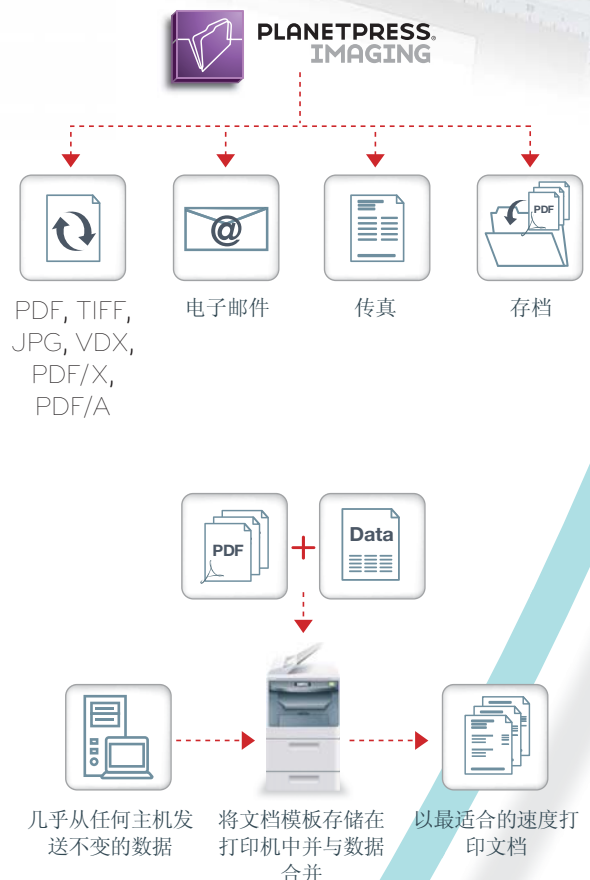 PLANETPRESS®
IMAGING
PDF
PDF, TIFF,
JPG, VDX,
PDF/X,
PDF/A
电子邮件
传真
存档
PDF
Data
几乎从任何主机发
送不变的数据
将文档模板存储在
打印机中并与数据
合并
以最适合的速度打
印文档